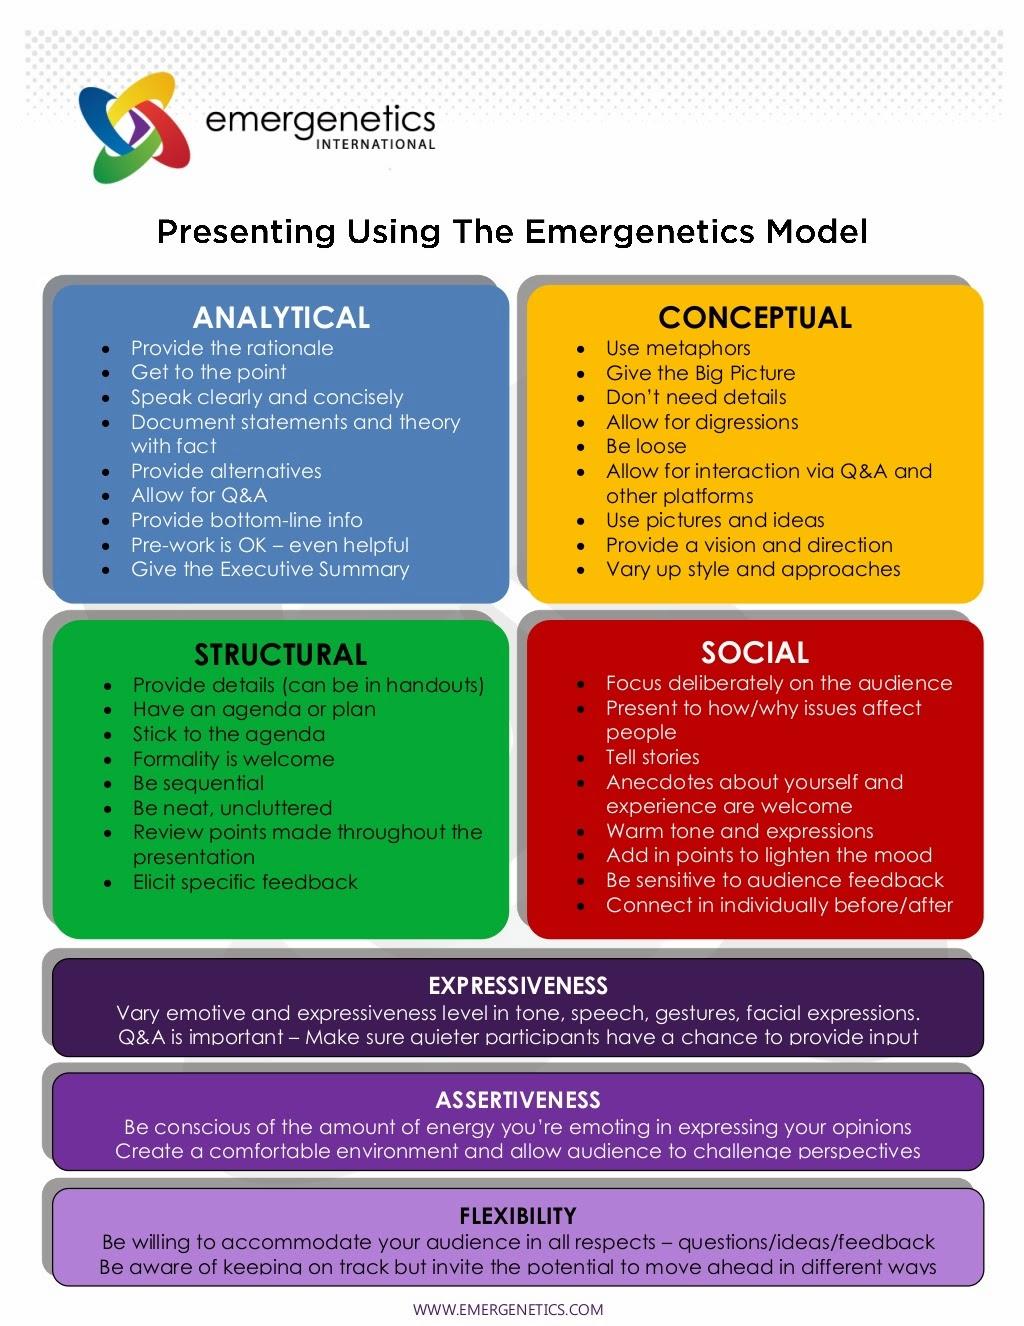 emergenetics
INTERNATIONAL
Presenting Using The Emergenetics Model
ANALYTICAL
• Provide the rationale
• Get to the point
• Speak clearly and concisely
• Document statements and theory
with fact
• Provide alternatives
• Allow for Q&A
• Provide bottom-line info
• Pre-work is OK – even helpful
• Give the Executive Summary
CONCEPTUAL
• Use metaphors
• Give the Big Picture
• Don't need details
• Allow for digressions
• Be loose
• Allow for interaction via Q&A and
other platforms
• Use pictures and ideas
• Provide a vision and direction
• Vary up style and approaches
STRUCTURAL
• Provide details (can be in handouts)
• Have an agenda or plan
• Stick to the agenda
• Formality is welcome
• Be sequential
• Be neat, uncluttered
• Review points made throughout the
presentation
• Elicit specific feedback
SOCIAL
• Focus deliberately on the audience
• Present to how/why issues affect
people
• Tell stories
• Anecdotes about yourself and
experience are welcome
• Warm tone and expressions
• Add in points to lighten the mood
• Be sensitive to audience feedback
• Connect in individually before/after
EXPRESSIVENESS
Vary emotive and expressiveness level in tone, speech, gestures, facial expressions.
Q&A is important – Make sure quieter participants have a chance to provide input
ASSERTIVENESS
Be conscious of the amount of energy you're emoting in expressing your opinions
Create a comfortable environment and allow audience to challenge perspectives
FLEXIBILITY
Be willing to accommodate your audience in all respects – questions/ideas/feedback
Be aware of keeping on track but invite the potential to move ahead in different ways
WWW.EMERGENETICS.COM